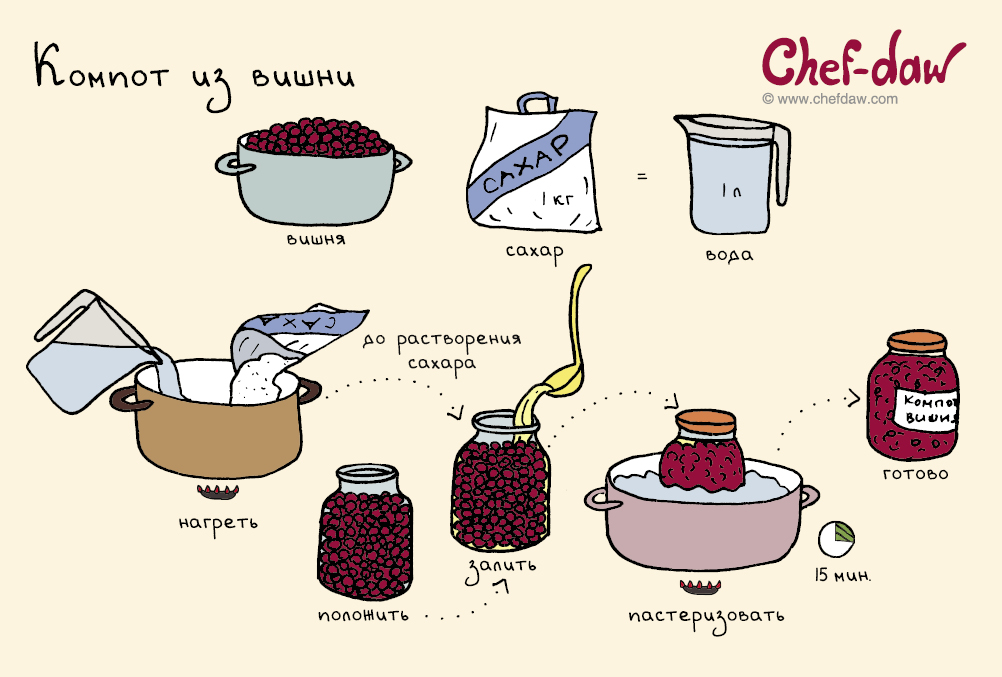 Компот из вишни
Chef-daw
© www.chefdaw.com
САХАР
1 кг
=
1 л
вишня
сахар
вода
САХА
до растворения
сахара
нагреть
положить
залить
пастеризовать
15 мин.
Компот
вишня
готово